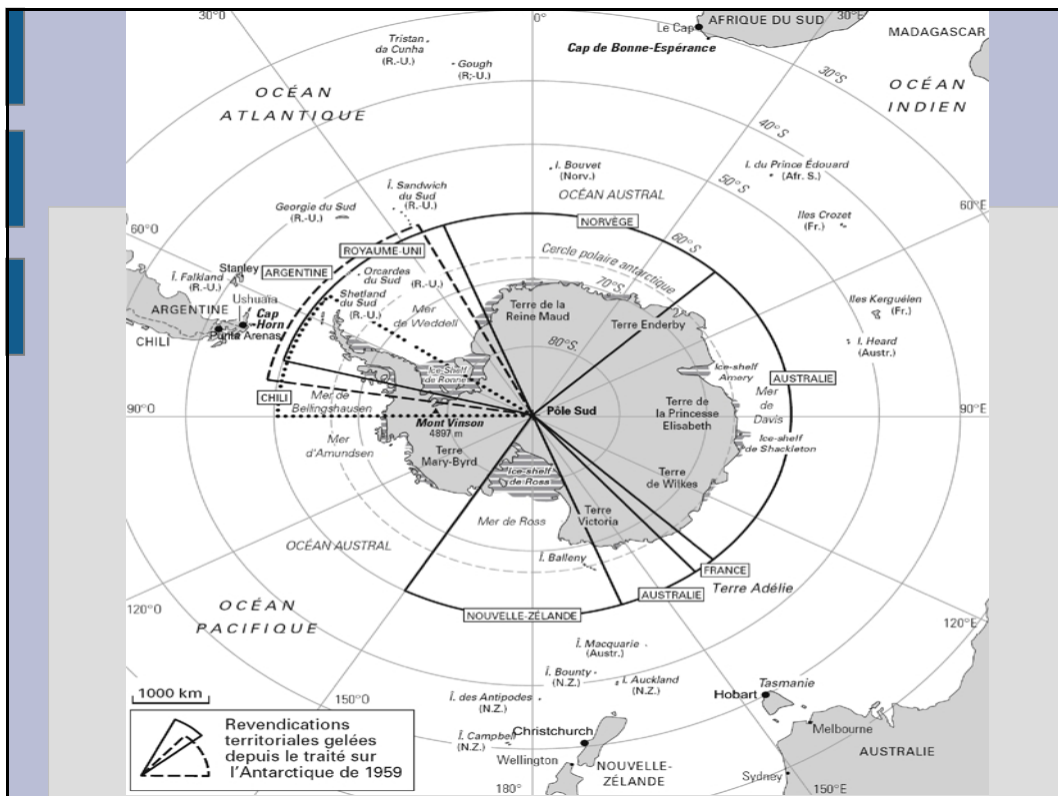 30°O
0°
30°E
AFRIQUE DU SUD
Le Cap
Cap de Bonne-Espérance
MADAGASCAR
Tristan
da Cunha
(R.-U.)
Gough
(R;-U.)
30°S
OCÉAN
ATLANTIQUE
OCÉAN
INDIEN
40°S
I. Bouvet
(Norv.)
I. du Prince Édouard
(Afr. S.)
50°S
Î. Sandwich
du Sud
(R.-U.)
OCÉAN AUSTRAL
Georgie du Sud
(R.-U.)
NORVÈGE
Iles Crozet
(Fr.)
60°E
60°O
60°S
ROYAUME-UNI
Cercle polaire antarctique
Stanley
ARGENTINE
Î. Falkland
(R.-U.)
Orcardes
du Sud
(R.-U.)
70°S
Ushuaïa
Shetland
du Sud
(R.-U.)
Mer
de Weddell
Terre de la
Reine Maud
Terre Enderby
Iles Kerguélen
(Fr.)
ARGENTINE
Cap
Horn
CHILI
Punta Arenas
80°S.
I. Heard
(Austr.)
Ice-Shelf
de Ronne
Ice-shelf
Amery
AUSTRALIE
CHILI
Mer de
Bellingshausen
Mer
de
Davis
90°O
Pôle Sud
Terre de
la Princesse
Elisabeth
90°E
Mont Vinson
4897 m
Mer
d'Amundsen
Terre
Mary-Byrd
Ice-shelf
de Shackleton
Ice-shelf
de Ross
Terre
de Wilkes
Terre
Victoria
Mer de Ross
OCÉAN AUSTRAL
Î. Balleny
FRANCE
Terre Adélie
AUSTRALIE
120°O
OCÉAN
PACIFIQUE
NOUVELLE-ZÉLANDE
120°E
Î. Macquarie
(Austr.)
Î. Bounty
(N.Z.)
I. Auckland
(N.Z.)
Tasmanie
Hobart
1000 km
150°O
Î. des Antipodes
(N.Z.)
Melbourne
Revendications
territoriales gelées
depuis le traité sur
l'Antarctique de 1959
Î. Campbell
(N.Z.)
Christchurch
Wellington
AUSTRALIE
NOUVELLE-
ZÉLANDE
Sydney
180°
150°E